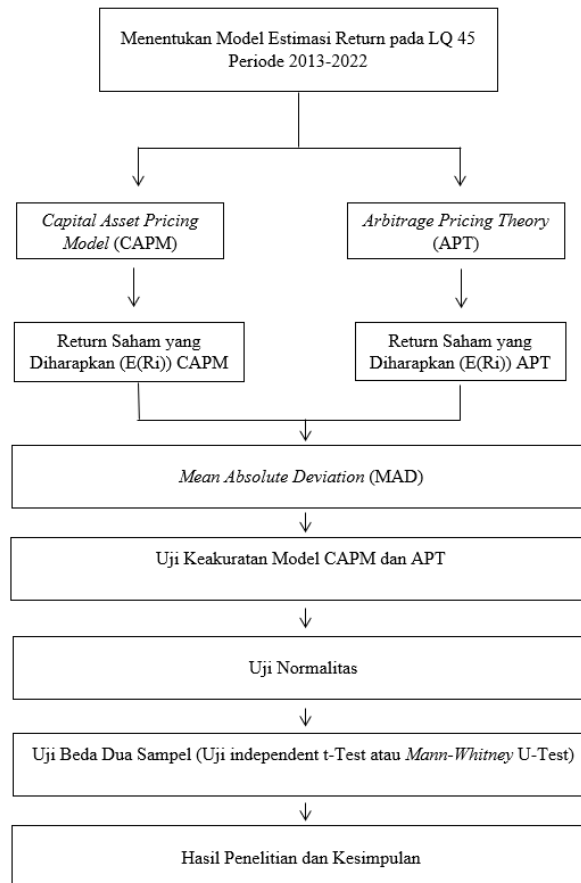 Menentukan Model Estimasi Return pada LQ 45
Periode 2013-2022
Capital Asset Pricing
Model (CAPM)
Arbitrage Pricing Theory
(APT)
Return Saham yang
Diharapkan (E(Ri)) CAPM
Return Saham yang
Diharapkan (E(Ri)) APT
Mean Absolute Deviation (MAD)
Uji Keakuratan Model CAPM dan APT
Uji Normalitas
Uji Beda Dua Sampel (Uji independent t-Test atau Mann-Whitney U-Test)
Hasil Penelitian dan Kesimpulan